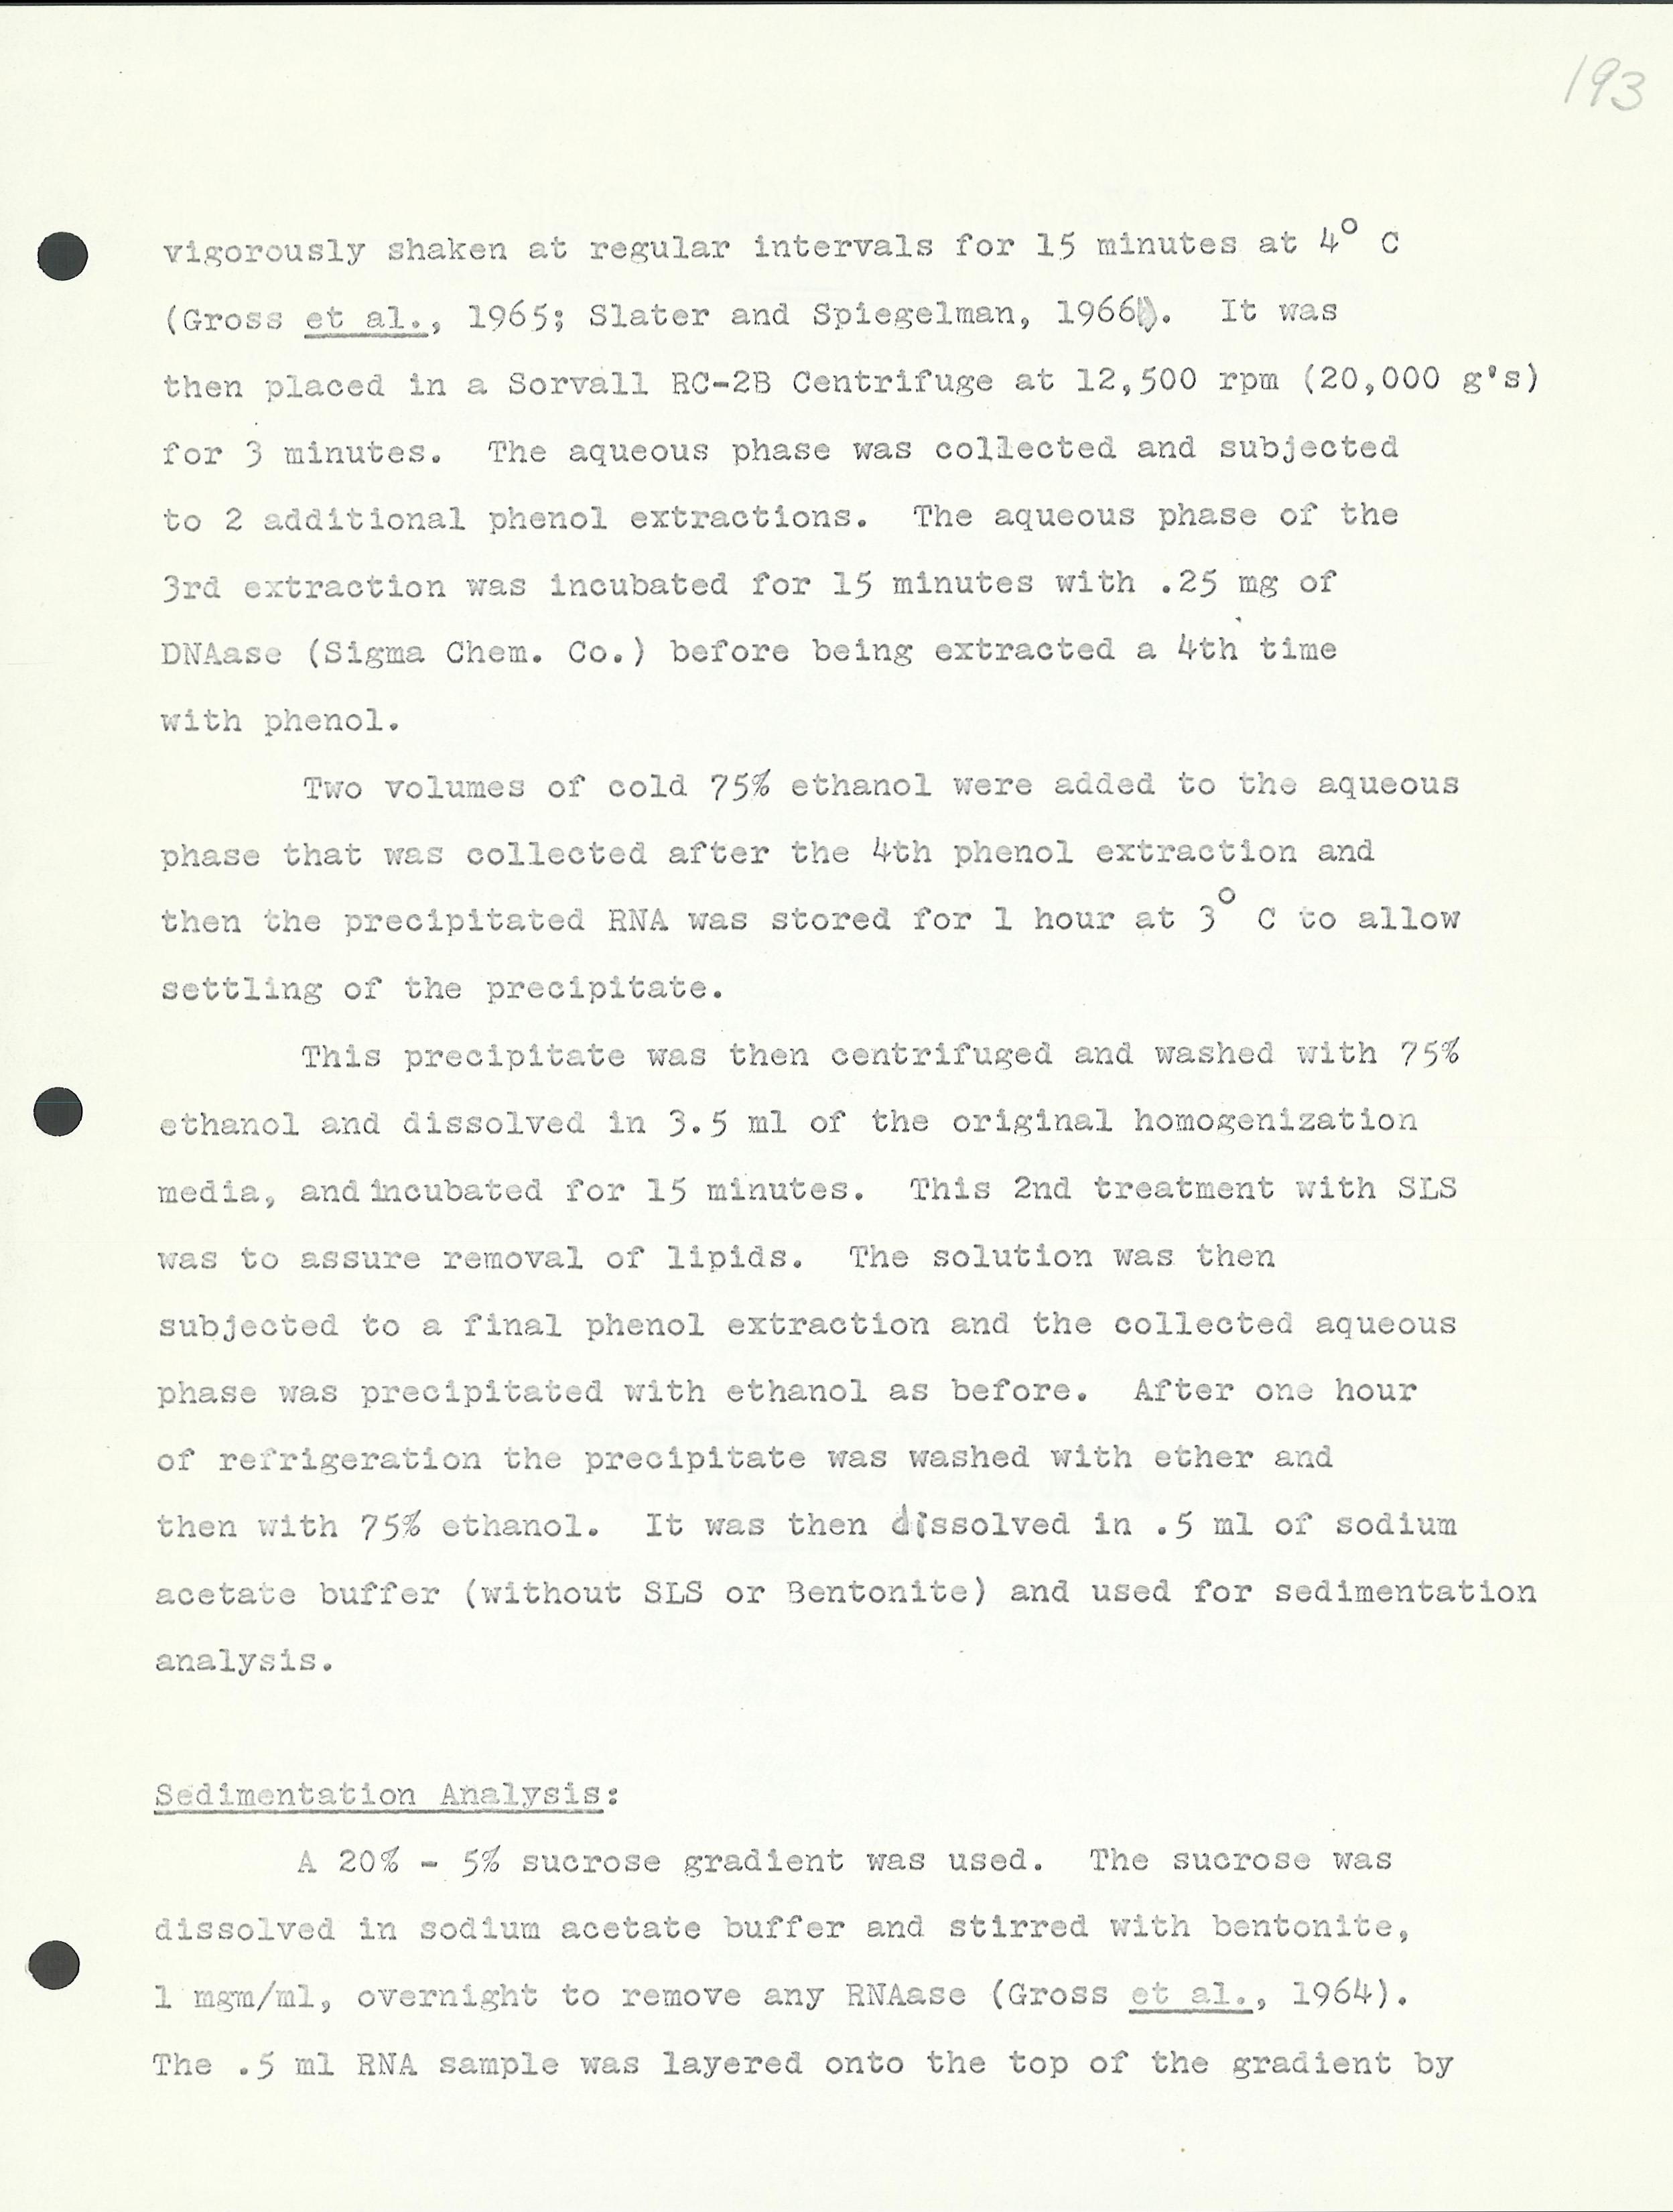 193
vigorously shaken at regular intervals for 15 minutes at 4° C
(Gross et al., 1965; Slater and Spiegelman, 1966). It was
then placed in a Sorvall RC-2B Centrifuge at 12,500 rpm (20,000 g's)
for 3 minutes. The aqueous phase was collected and subjected
to 2 additional phenol extractions. The aqueous phase of the
3rd extraction was incubated for 15 minutes with .25 mg of
DNAase (Sigma Chem. Co.) before being extracted a 4th time
with phenol.
Two volumes of cold 75% ethanol were added to the aqueous
phase that was collected after the 4th phenol extraction and
then the precipitated RNA was stored for 1 hour at 3° C to allow
settling of the precipitate.
This precipitate was then centrifuged and washed with 75%
ethanol and dissolved in 3.5 ml of the original homogenization
media, and incubated for 15 minutes. This 2nd treatment with SLS
was to assure removal of lipids. The solution was then
subjected to a final phenol extraction and the collected aqueous
phase was precipitated with ethanol as before. After one hour
of refrigeration the precipitate was washed with ether and
then with 75% ethanol. It was then dissolved in .5 ml of sodium
acetate buffer (without SLS or Bentonite) and used for sedimentation
analysis.
Sedimentation Analysis:
A 20% - 5% sucrose gradient was used. The sucrose was
dissolved in sodium acetate buffer and stirred with bentonite,
1 mgm/ml, overnight to remove any RNAase (Gross et al., 1964).
The .5 ml RNA sample was layered onto the top of the gradient by